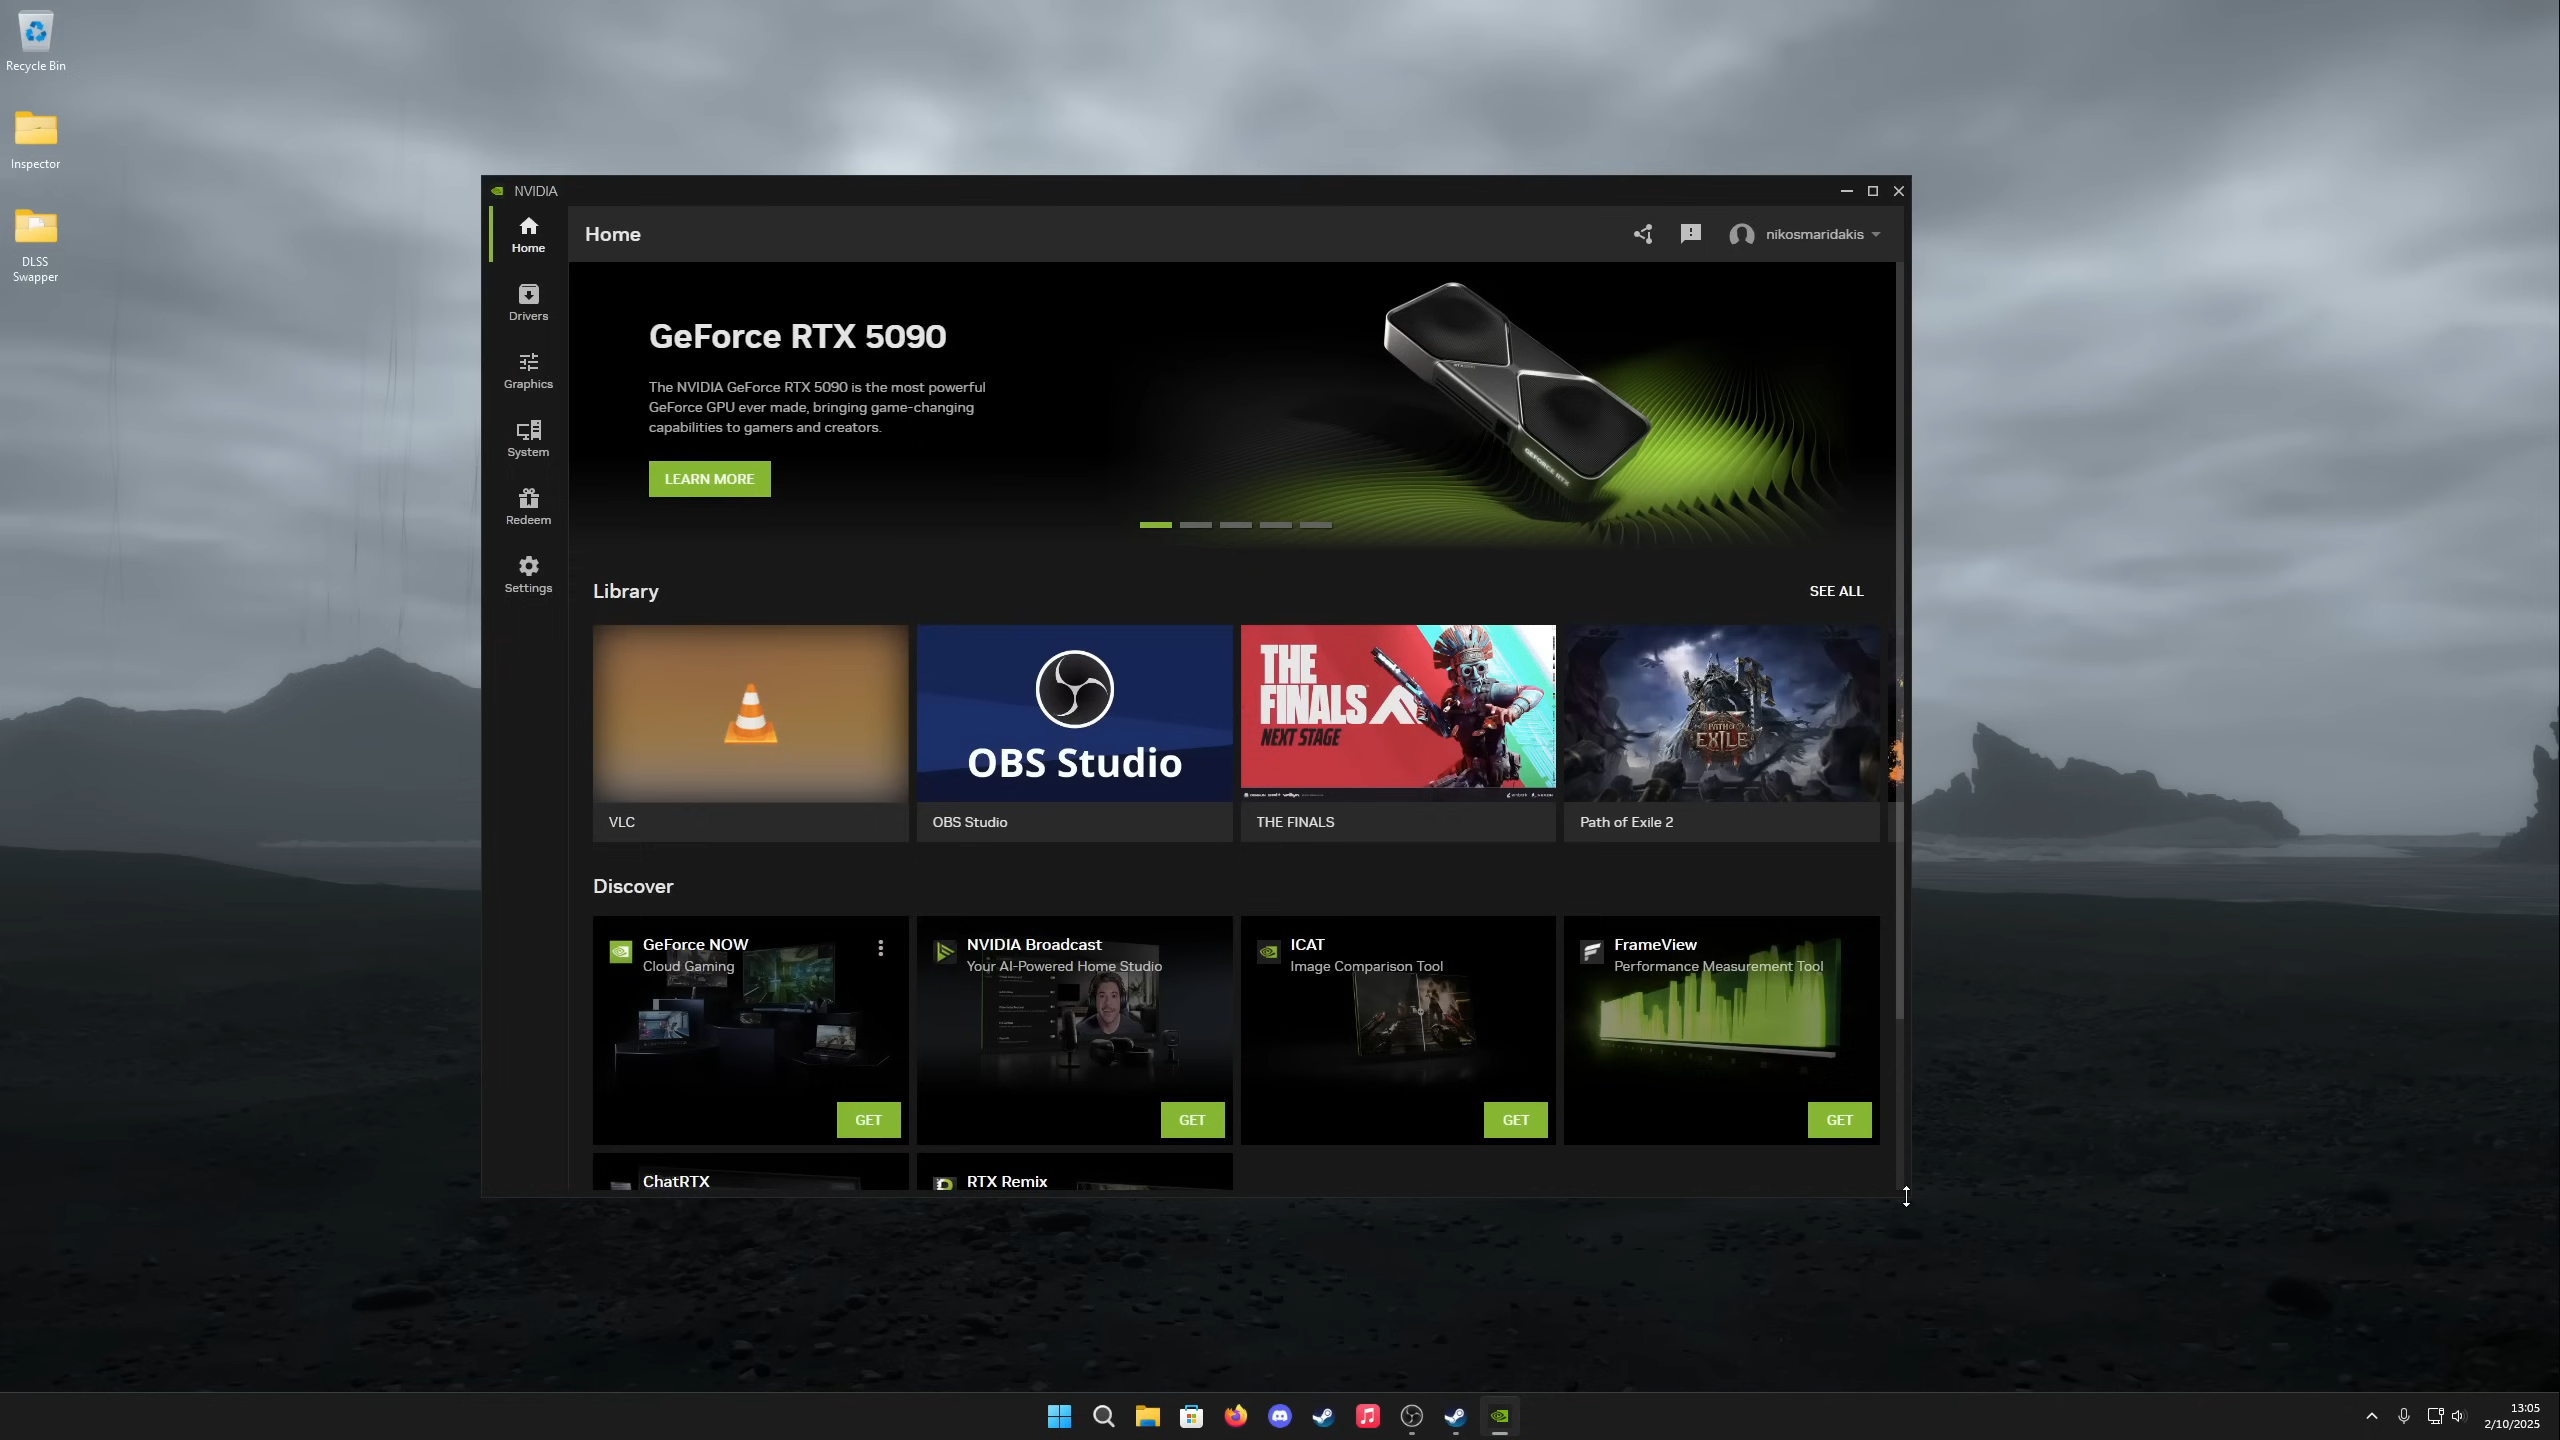 Recycle Bin
Inspector
DLSS
Swapper
NVIDIA
Home
Drivers
Graphics
System
Redeem
Settings
Home
nikosmaridakis
GeForce RTX 5090
The NVIDIA GeForce RTX 5090 is the most powerful
GeForce GPU ever made, bringing game-changing
capabilities to gamers and creators.
LEARN MORE
GEFORCE RTX
Library
SEE ALL
OBS Studio
THE
FINALS
NEXT STAGE
PATH OF
EXILE
VLC
OBS Studio
THE FINALS
Path of Exile 2
Discover
GeForce NOW
Cloud Gaming
GET
NVIDIA Broadcast
Your AI-Powered Home Studio
GET
ICAT
Image Comparison Tool
GET
FrameView
Performance Measurement Tool
GET
ChatRTX
RTX Remix
13:05
2/10/2025